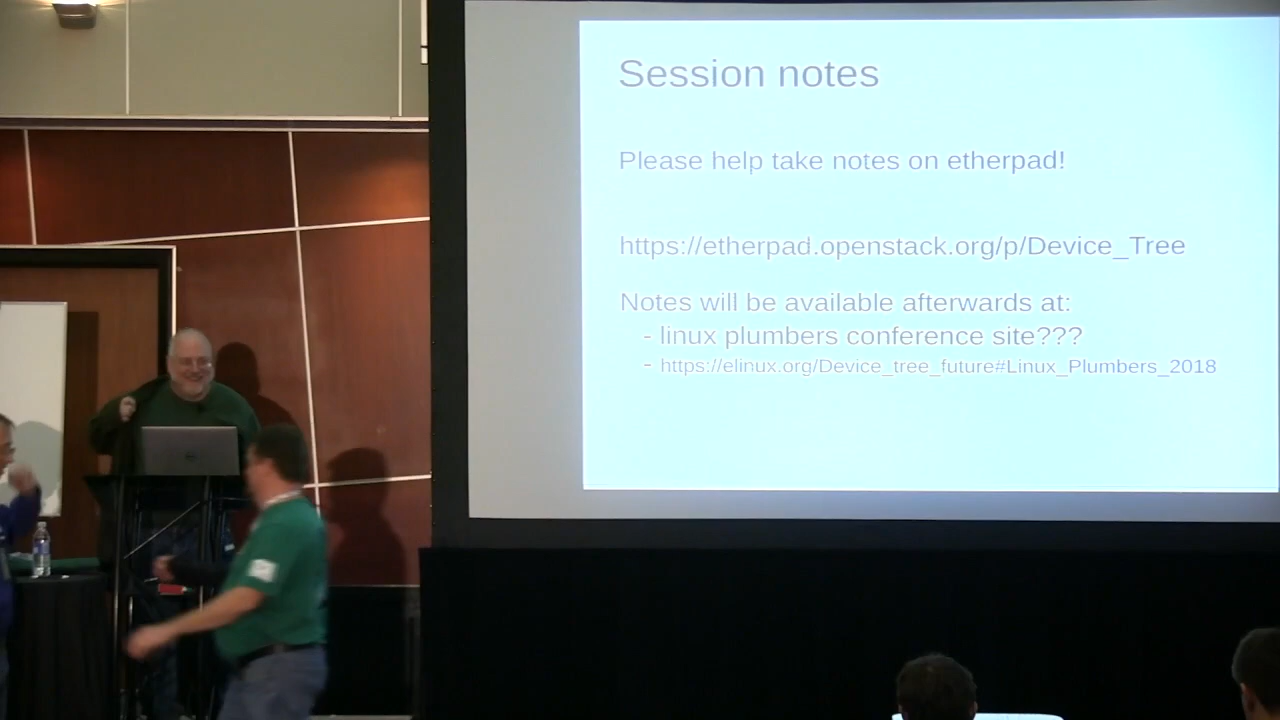 Session notes
Please help take notes on etherpad!
https://etherpad.openstack.org/p/Device_Tree
Notes will be available afterwards at:
- linux plumbers conference site???
- https://elinux.org/Device_tree_future#Linux_Plumbers_2018